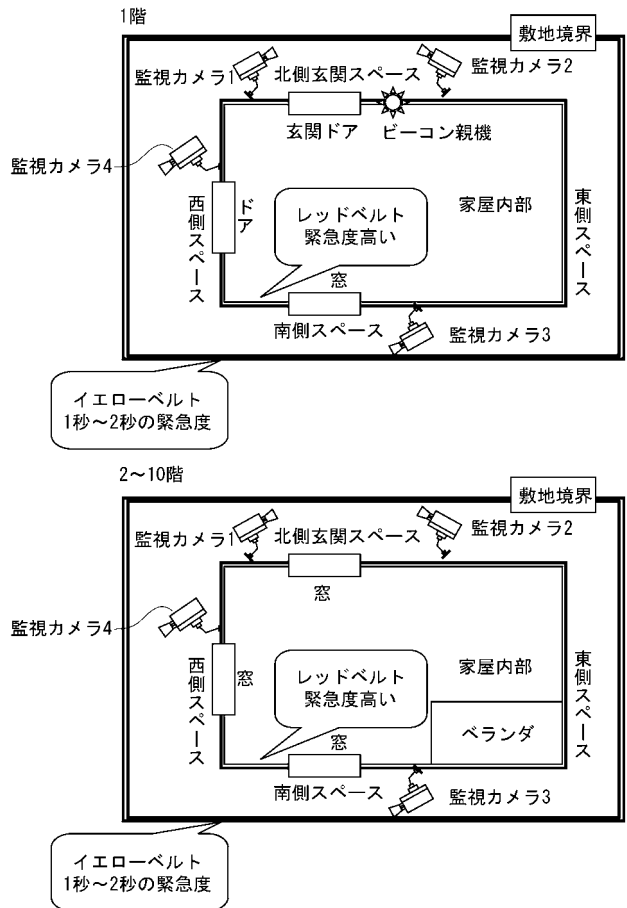 1階
敷地境界
監視カメラ1
北側玄関スペース
監視カメラ2
玄関ドア
ビーコン親機
監視カメラ4
西側スペース
ドア
レッドベルト
緊急度高い
家屋内部
東側スペース
窓
南側スペース
監視カメラ3
イエローベルト
1秒～2秒の緊急度
2～10階
敷地境界
監視カメラ1
北側玄関スペース
監視カメラ2
窓
監視カメラ4
西側スペース
窓
レッドベルト
緊急度高い
家屋内部
東側スペース
ベランダ
窓
南側スペース
監視カメラ3
イエローベルト
1秒～2秒の緊急度